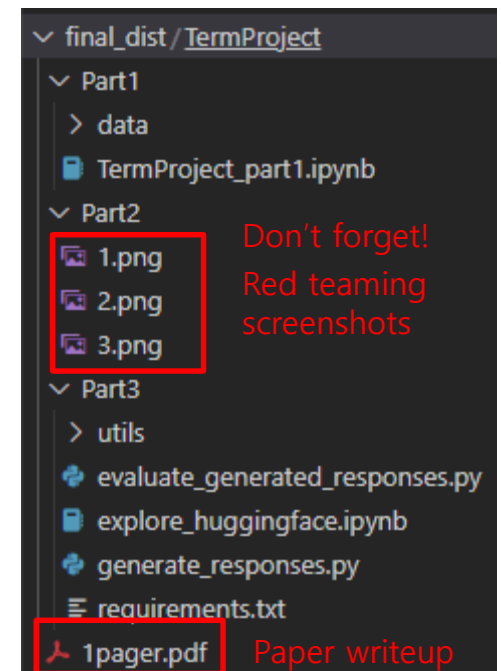 final_dist / TermProject
Part1
data
TermProject_part1.ipynb
Part2
1.png
2.png
3.png
Don't forget!
Red teaming
screenshots
Part3
utils
evaluate_generated_responses.py
explore_huggingface.ipynb
generate_responses.py
requirements.txt
1pager.pdf
Paper writeup